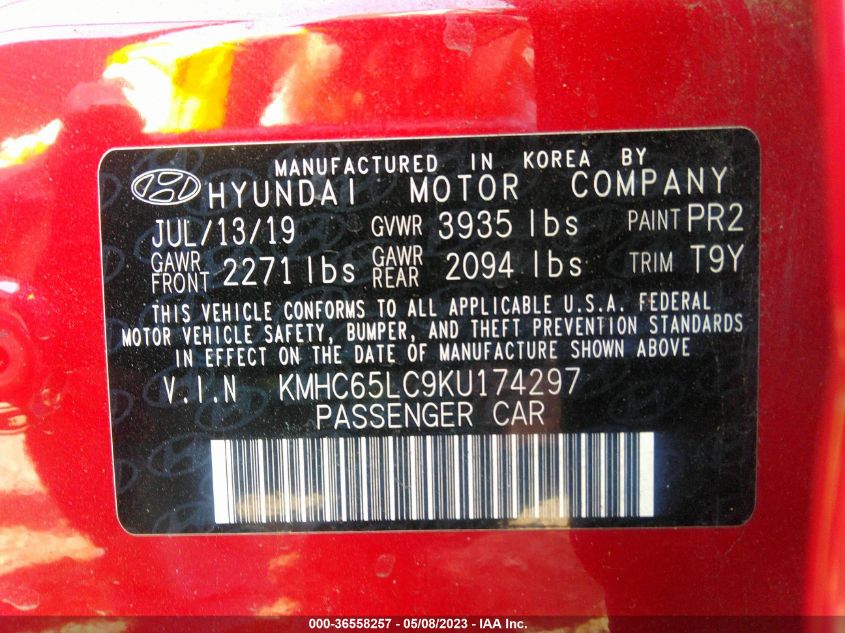 MANUFACTURED IN KOREA BY
HYUNDAI MOTOR COMPANY
JUL/13/19 GVWR 3935 lbs PAINT PR2
GAWR FRONT 2271 lbs GAWR REAR 2094 lbs TRIM T9Y
THIS VEHICLE CONFORMS TO ALL APPLICABLE U.S.A. FEDERAL
MOTOR VEHICLE SAFETY, BUMPER, AND THEFT PREVENTION STANDARDS
IN EFFECT ON THE DATE OF MANUFACTURE SHOWN ABOVE
V.I.N KMHC65LC9KU174297
PASSENGER CAR
000-36558257 - 05/08/2023 - IAA Inc.